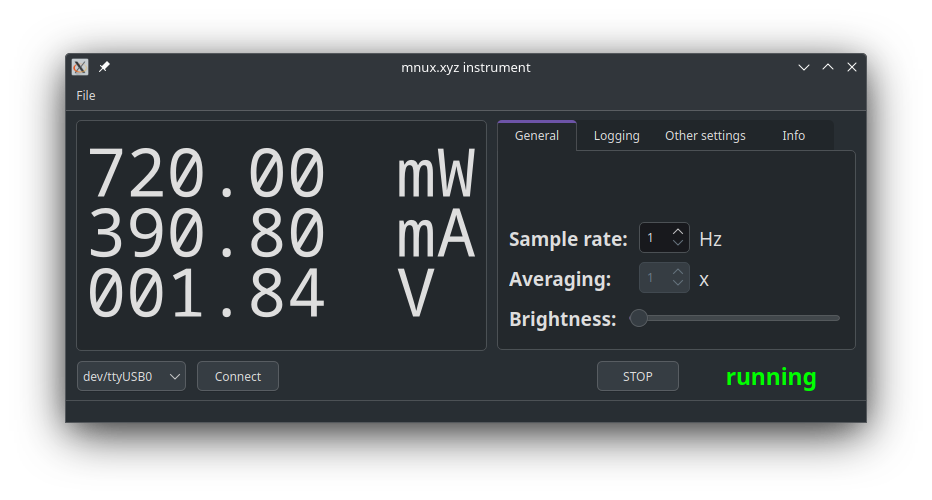 mnux.xyz instrument
File
720.00 mW
390.80 mA
001.84 V
General Logging Other settings Info
Sample rate: 1 Hz
Averaging: 1 x
Brightness:
dev/ttyUSB0 Connect STOP running